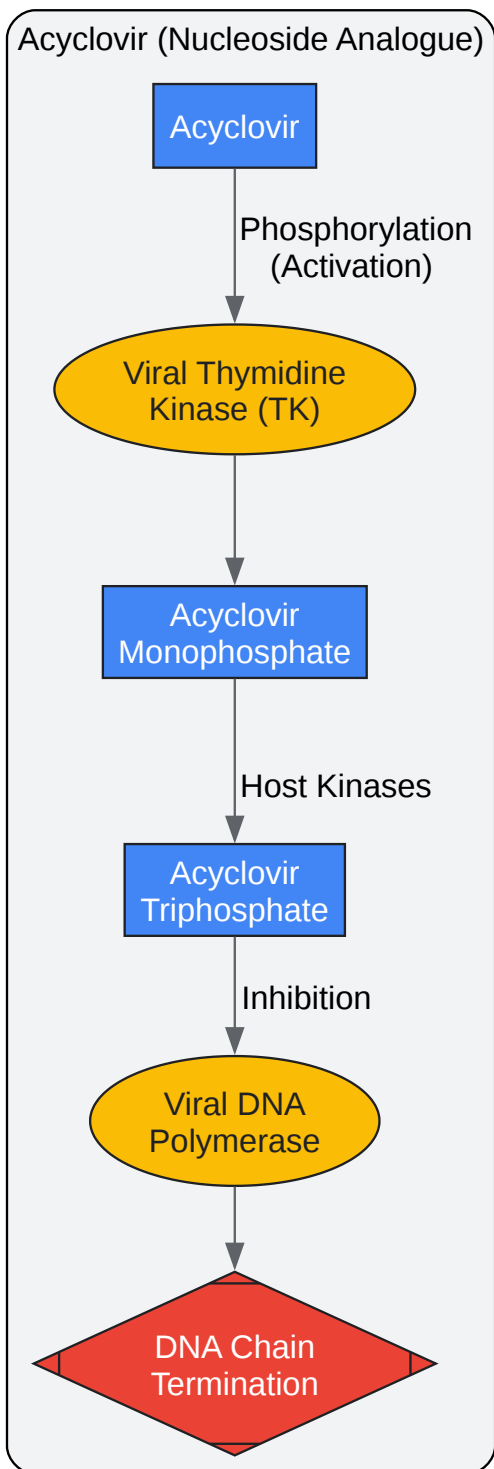 Acyclovir (Nucleoside Analogue)
Acyclovir
Phosphorylation
(Activation)
Viral Thymidine
Kinase (TK)
Acyclovir
Monophosphate
Host Kinases
Acyclovir
Triphosphate
Inhibition
Viral DNA
Polymerase
DNA Chain
Termination